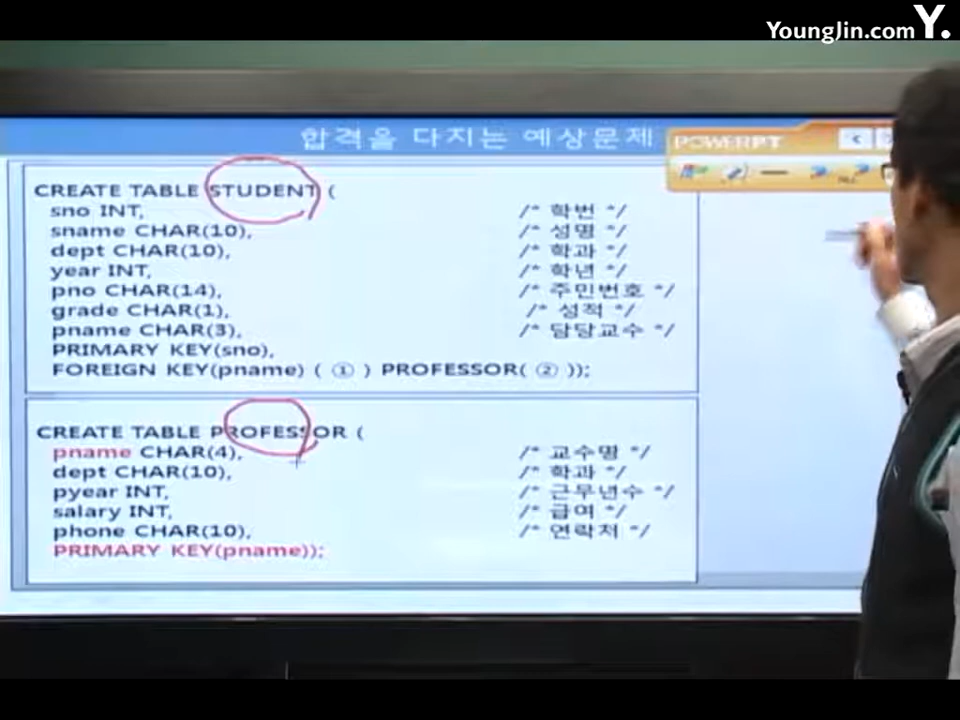 YoungJin.com Y.
합격을 다지는 예상문제
POWERPT
CREATE TABLE STUDENT (
sno INT, /* 학번 */
sname CHAR(10), /* 성명 */
dept CHAR(10), /* 학과 */
year INT, /* 학년 */
pno CHAR(14), /* 주민번호 */
grade CHAR(1), /* 성적 */
pname CHAR(3), /* 담당교수 */
PRIMARY KEY(sno),
FOREIGN KEY(pname) ( ① ) PROFESSOR( ② ));
CREATE TABLE PROFESSOR (
pname CHAR(4), /* 교수명 */
dept CHAR(10), /* 학과 */
pyear INT, /* 근무년수 */
salary INT, /* 급여 */
phone CHAR(10), /* 연락처 */
PRIMARY KEY(pname));